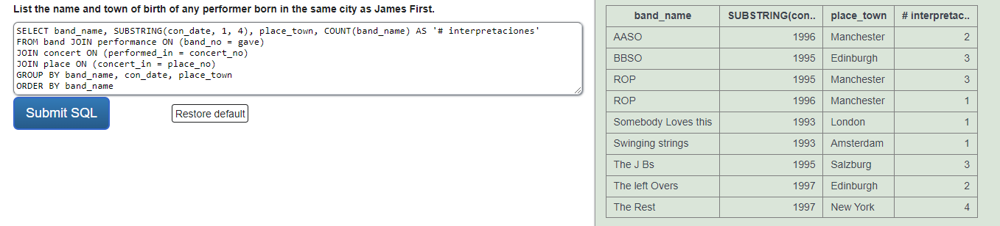 List the name and town of birth of any performer born in the same city as James First.
SELECT band_name, SUBSTRING(con_date, 1, 4), place_town, COUNT(band_name) AS '# interpretaciones'
FROM band JOIN performance ON (band_no = gave)
JOIN concert ON (performed_in = concert_no)
JOIN place ON (concert_in = place_no)
GROUP BY band_name, con_date, place_town
ORDER BY band_name
Submit SQL
Restore default
band_name SUBSTRING(con.. place_town # interpretac..
AASO 1996 Manchester 2
BBSO 1995 Edinburgh 3
ROP 1995 Manchester 3
ROP 1996 Manchester 1
Somebody Loves this 1993 London 1
Swinging strings 1993 Amsterdam 1
The J Bs 1995 Salzburg 3
The left Overs 1997 Edinburgh 2
The Rest 1997 New York 4